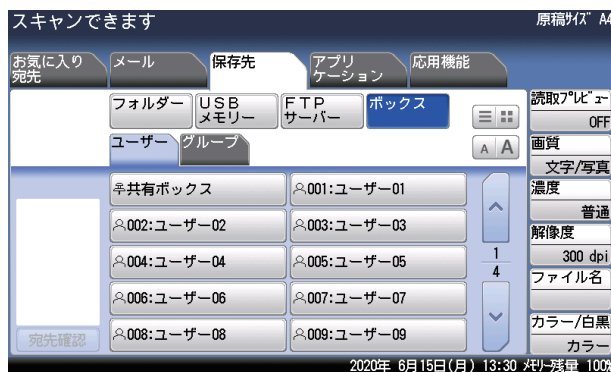 スキャンできます
原稿ｻｲｽﾞ A4
お気に入り
宛先
メール
保存先
アプリ
ケーション
応用機能
フォルダー
USB
メモリー
FTP
サーバー
ボックス
ユーザー
グループ
A A
共有ボックス
001:ユーザー01
002:ユーザー02
003:ユーザー03
004:ユーザー04
005:ユーザー05
006:ユーザー06
007:ユーザー07
008:ユーザー08
009:ユーザー09
1
4
宛先確認
読取ﾌﾟﾚﾋﾞｭｰ
OFF
画質
文字/写真
濃度
普通
解像度
300 dpi
ファイル名
カラー/白黒
カラー
2020年 6月15日(月) 13:30 ﾒﾓﾘｰ残量 100%